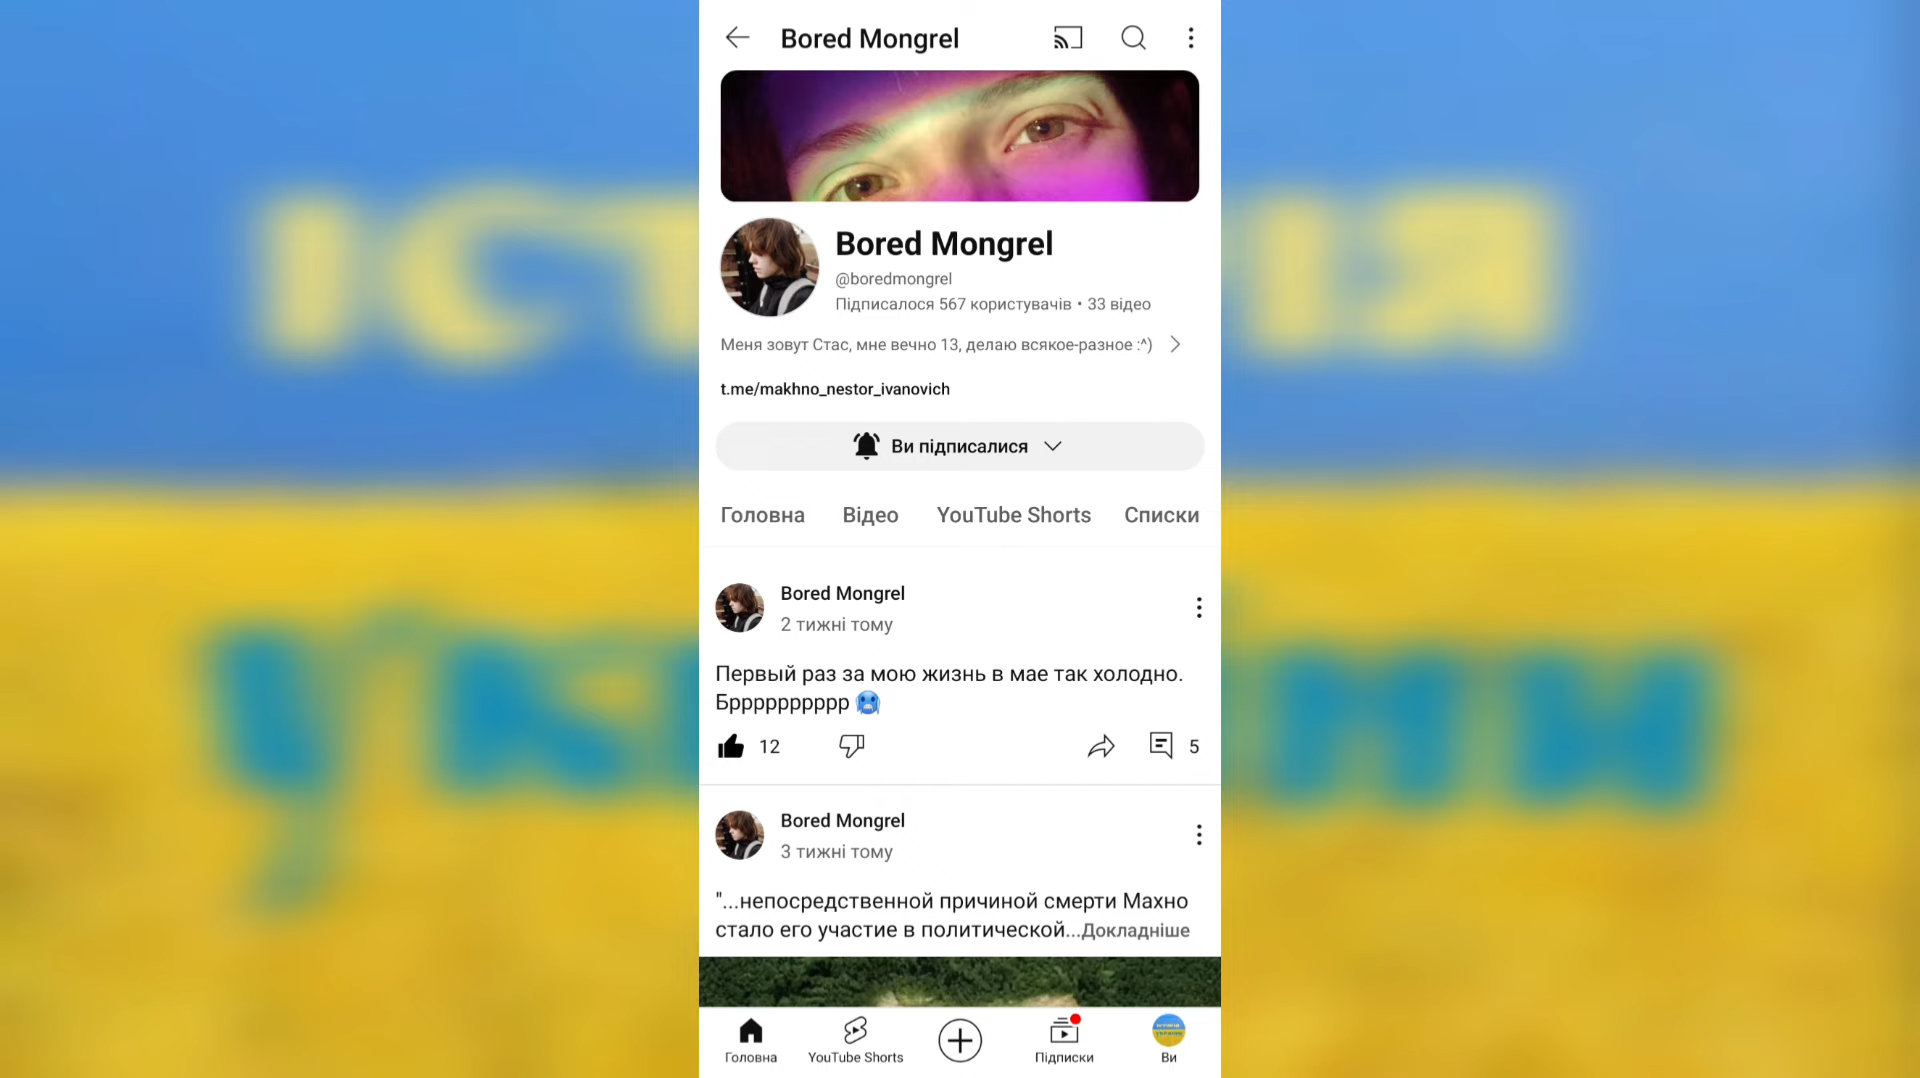 Bored Mongrel
Bored Mongrel
@boredmongrel
Підписалося 567 користувачів • 33 відео
Меня зовут Стас, мне вечно 13, делаю всякое-разное :^)
t.me/makhno_nestor_ivanovich
Ви підписалися
Головна Відео YouTube Shorts Списки
Bored Mongrel
2 тижні тому
Первый раз за мою жизнь в мае так холодно.
Бррррррррррр 🥶
12 5
Bored Mongrel
3 тижні тому
"...непосредственной причиной смерти Махно
стало его участие в политической...Докладніше
Головна YouTube Shorts Підписки Ви